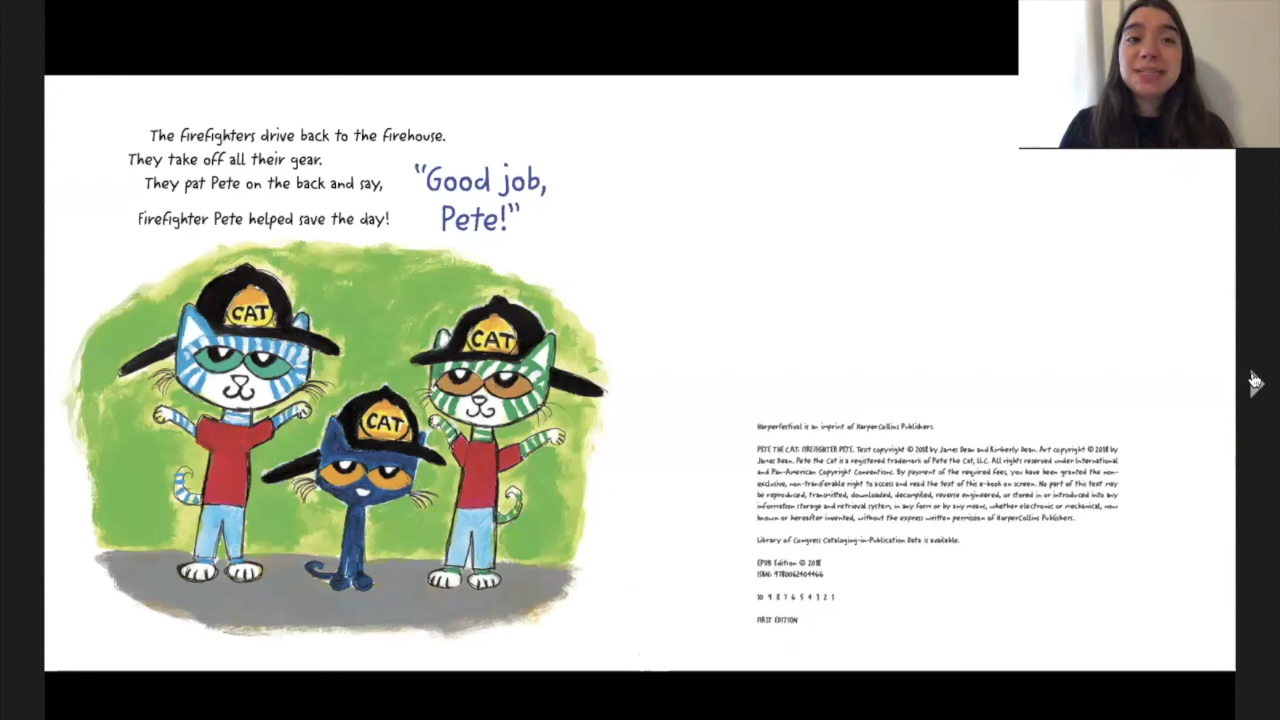 The firefighters drive back to the firehouse.
They take off all their gear.
They pat Pete on the back and say,
"Good job,
Pete!"
Firefighter Pete helped save the day!
CAT
CAT
CAT
HarperFestival is an imprint of HarperCollins Publishers.
PETE THE CAT: FIREFIGHTER PETE. Text copyright © 2018 by James Dean and Kimberly Dean. Art copyright © 2018 by
James Dean. Pete the Cat is a registered trademark of Pete the Cat, LLC. All rights reserved under International
and Pan-American Copyright Conventions. By payment of the required fees, you have been granted the non-
exclusive, non-transferable right to access and read the text of this e-book on screen. No part of this text may
be reproduced, transmitted, downloaded, decompiled, reverse engineered, or stored in or introduced into any
information storage and retrieval system, in any form or by any means, whether electronic or mechanical, now
known or hereafter invented, without the express written permission of HarperCollins Publishers.
Library of Congress Cataloging-in-Publication Data is available.
EPUB Edition © 2018
ISBN: 9780062404466
10 9 8 7 6 5 4 3 2 1
FIRST EDITION